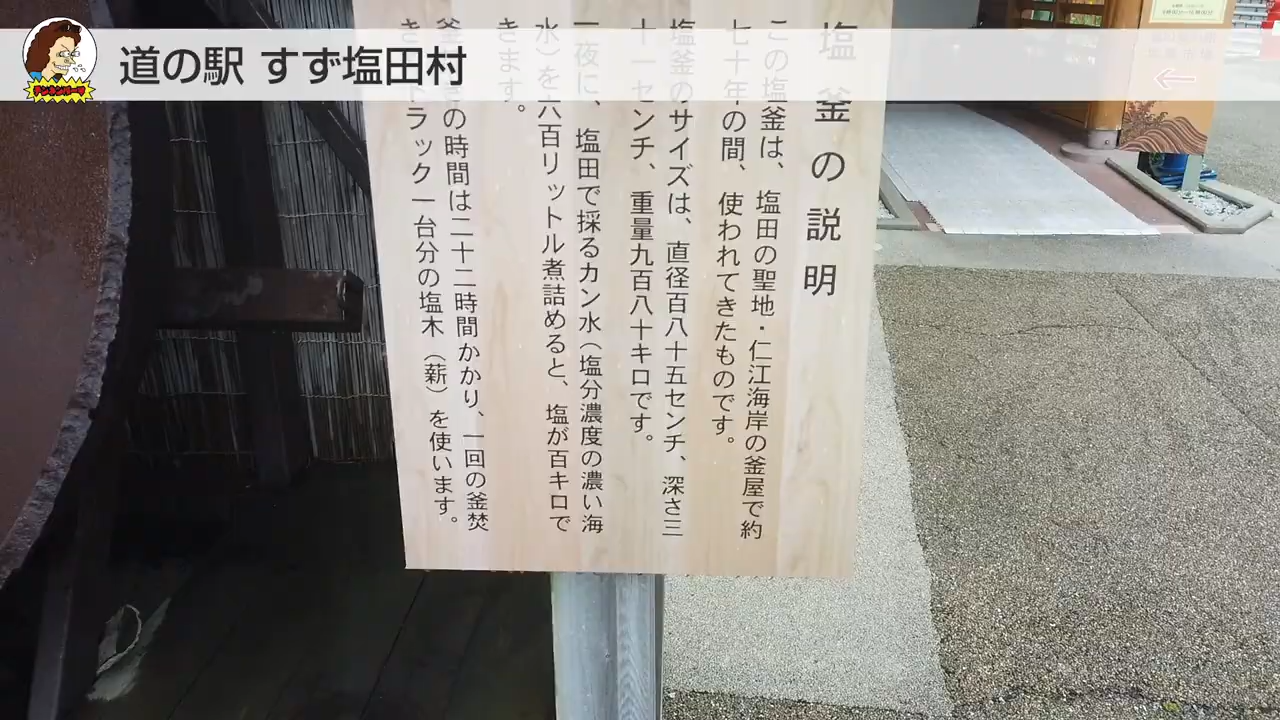 道の駅 すず塩田村
塩釜の説明
この塩釜は、塩田の聖地・仁江海岸の釜屋で約
七十年の間、使われてきたものです。
塩釜のサイズは、直径百八十五センチ、深さ三
十一センチ、重量九百八十キロです。
一夜に、塩田で採るカン水（塩分濃度の濃い海
水）を六百リットル煮詰めると、塩が百キロで
きます。
釜焚きの時間は二十二時間かかり、一回の釜焚
きにトラック一台分の塩木（薪）を使います。